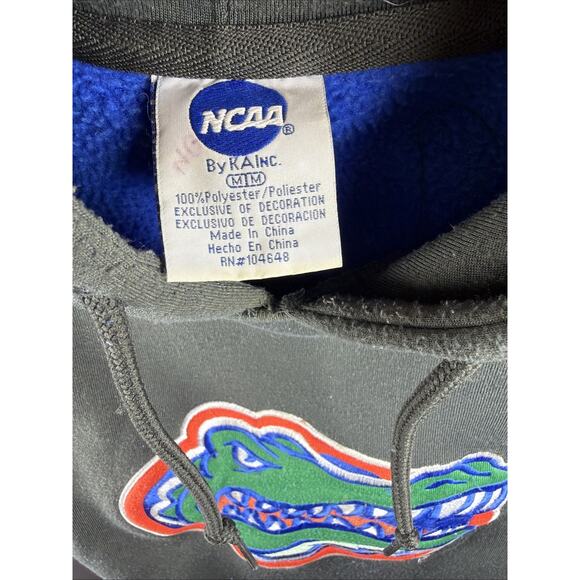 NCAA®
By KA Inc.
M M
100% Polyester/Poliester
EXCLUSIVE OF DECORATION
EXCLUSIVO DE DECORACION
Made In China
Hecho En China
RN#104648